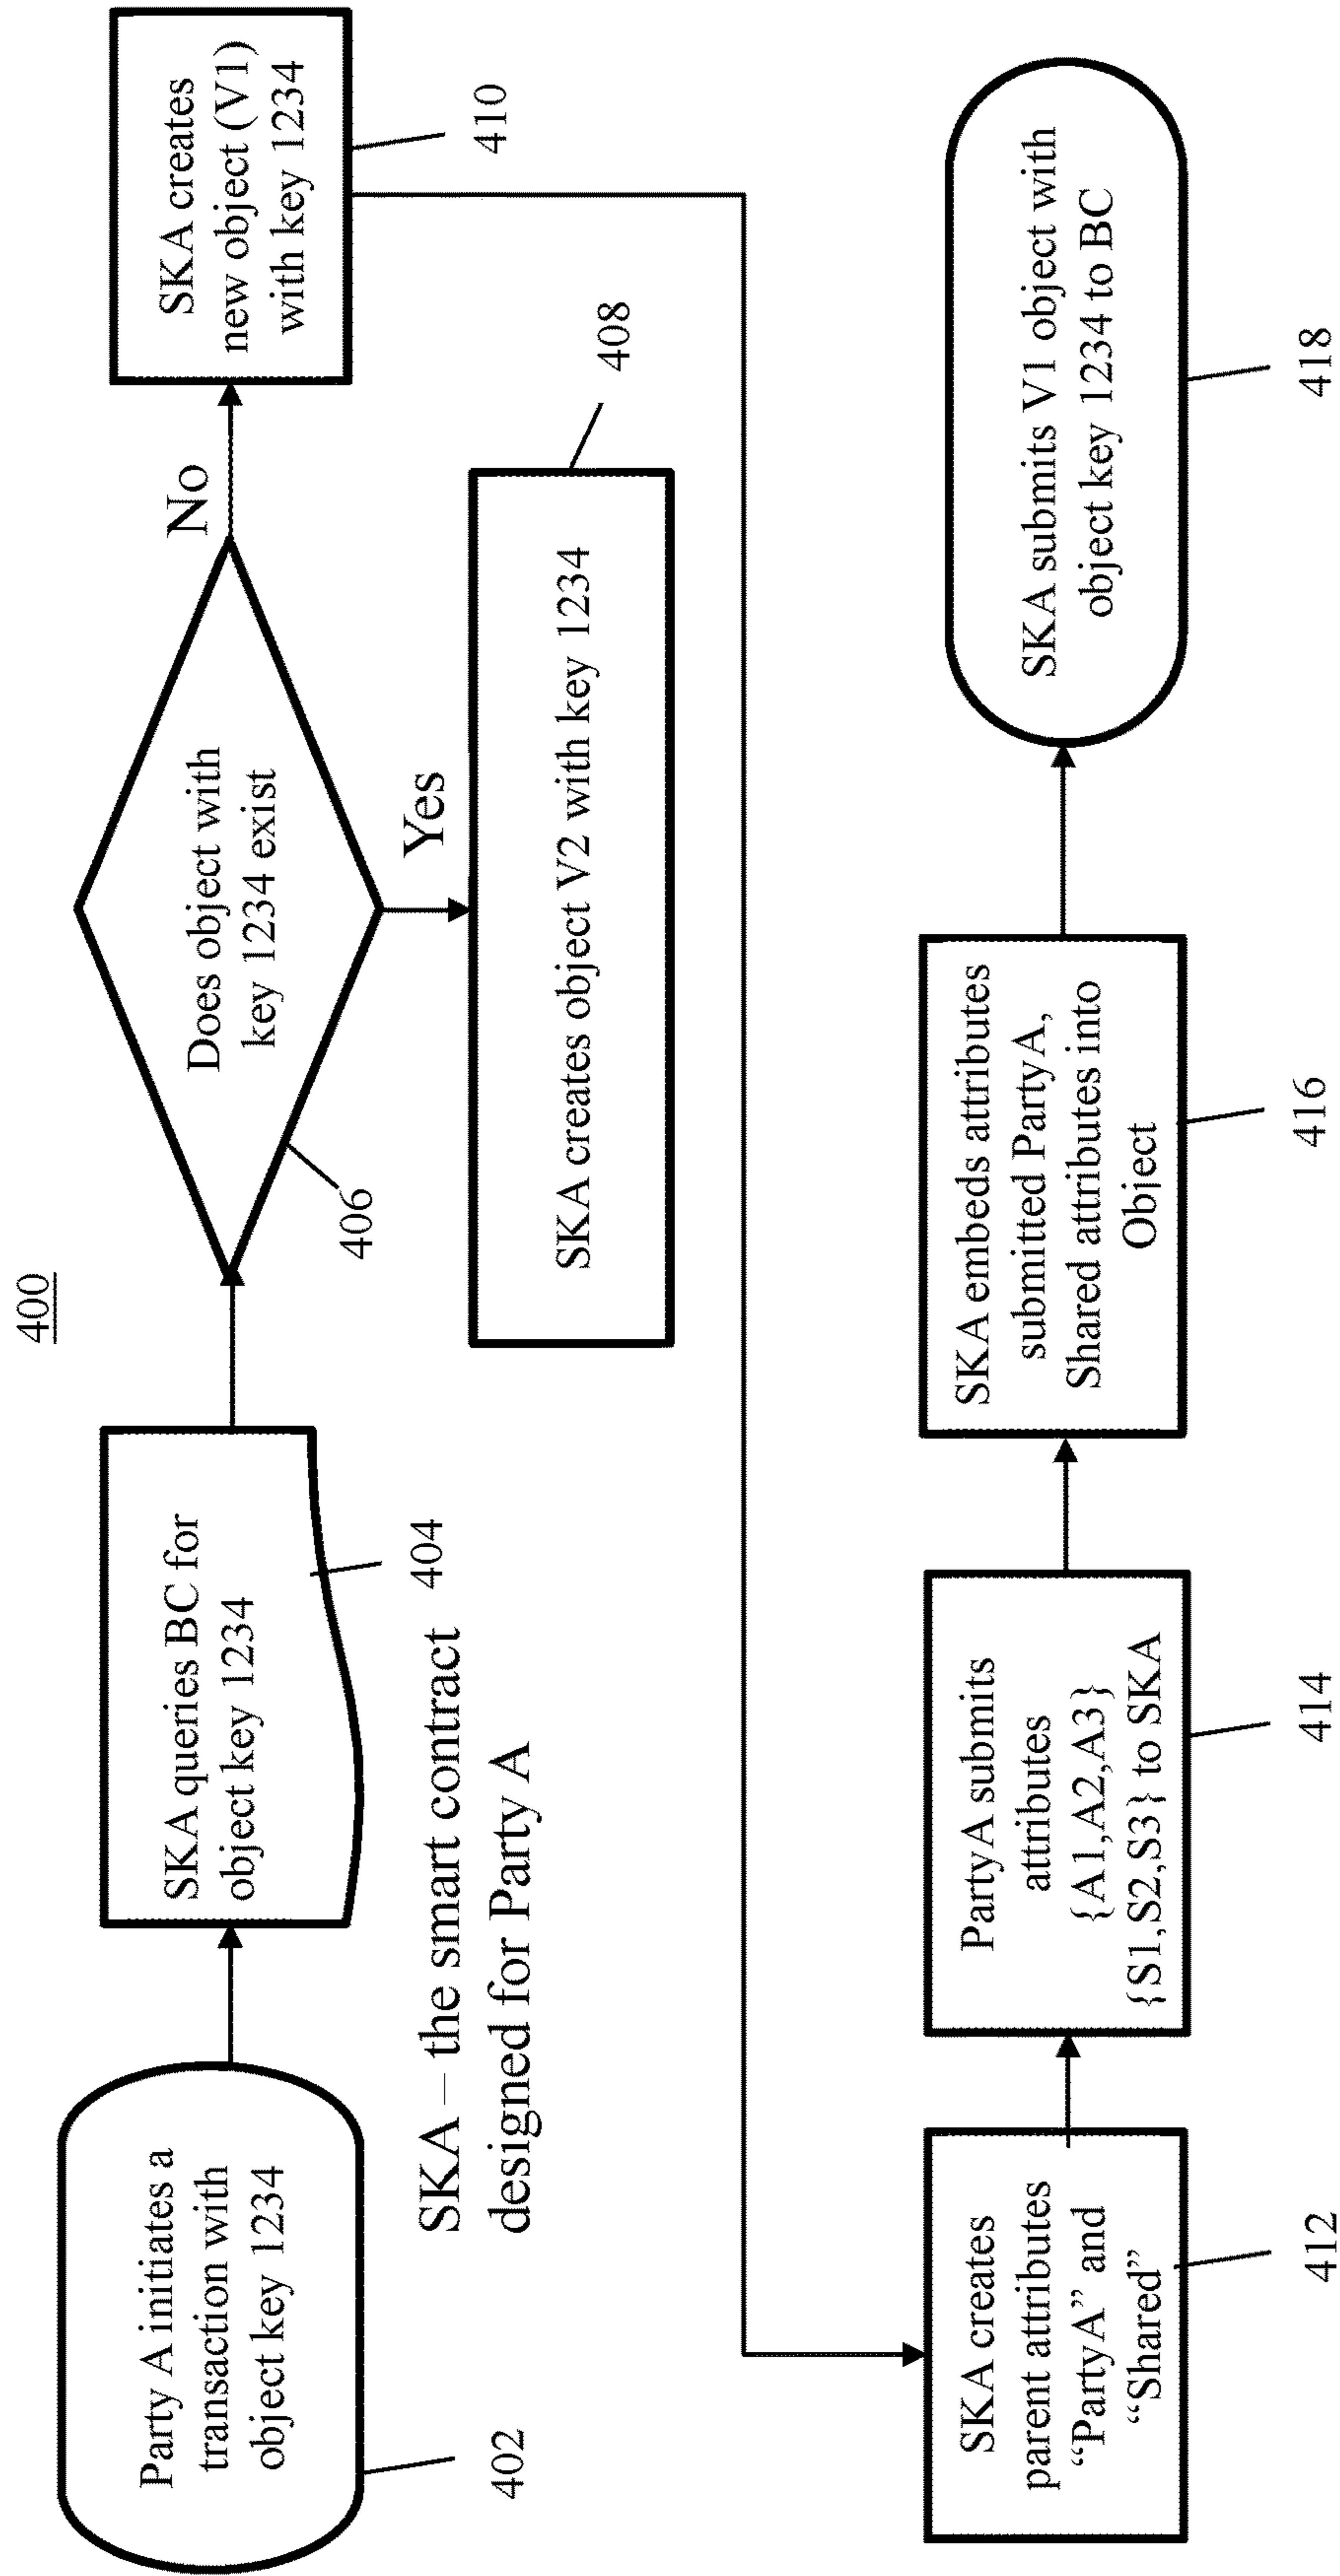 400
Party A initiates a
transaction with
object key 1234
402
SKA queries BC for
object key 1234
404
SKA – the smart contract
designed for Party A
Does object with
key 1234 exist
406
No
Yes
SKA creates object V2 with key 1234
408
SKA creates
new object (V1)
with key 1234
410
SKA creates
parent attributes
“PartyA” and
“Shared”
412
PartyA submits
attributes
{A1,A2,A3}
{S1,S2,S3} to SKA
414
SKA embeds attributes
submitted PartyA,
Shared attributes into
Object
416
SKA submits V1 object with
object key 1234 to BC
418